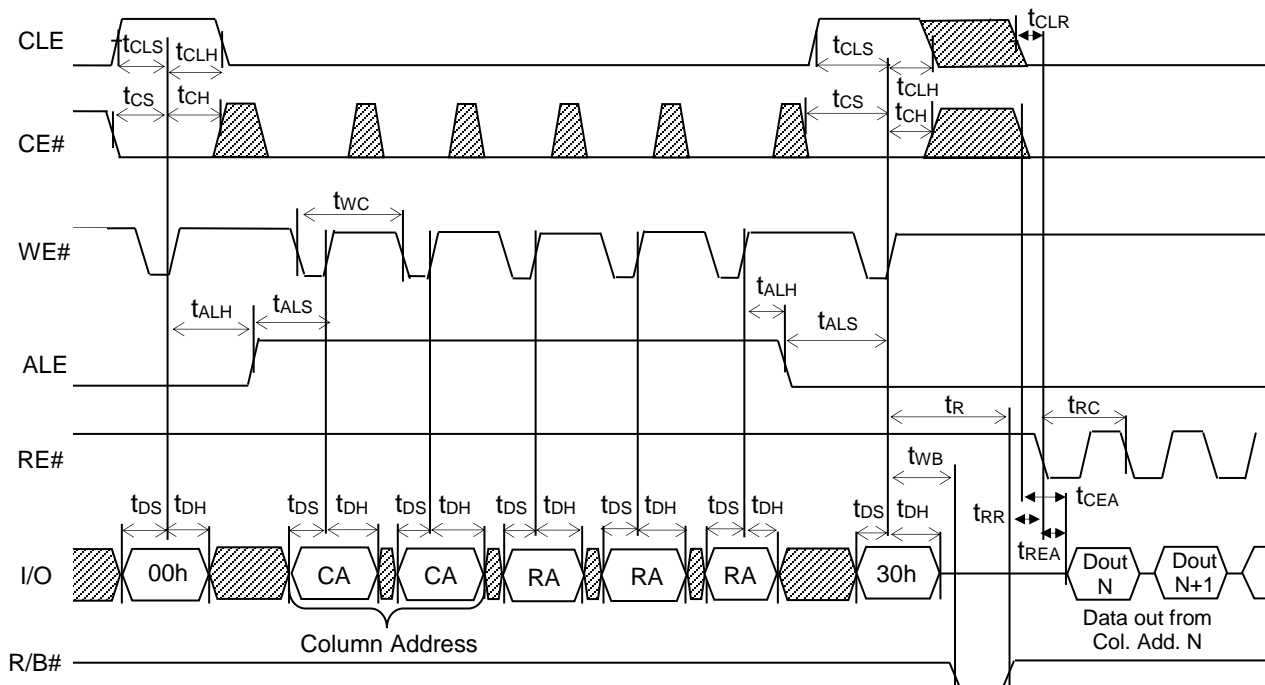 CLE
tCLS
tCLH
tCLS
tCLR
tCLH
CE#
tCS
tCH
tCS
tCH
WE#
tWC
ALE
tALH
tALS
tALH
tALS
RE#
tR
tRC
tWB
tCEA
tRR
tREA
I/O
tDS
tDH
tDS
tDH
tDS
tDH
tDS
tDH
tDS
tDH
tDS
tDH
tDS
tDH
00h
CA
CA
RA
RA
RA
30h
Dout
N
Dout
N+1
Column Address
Data out from
Col. Add. N
R/B#